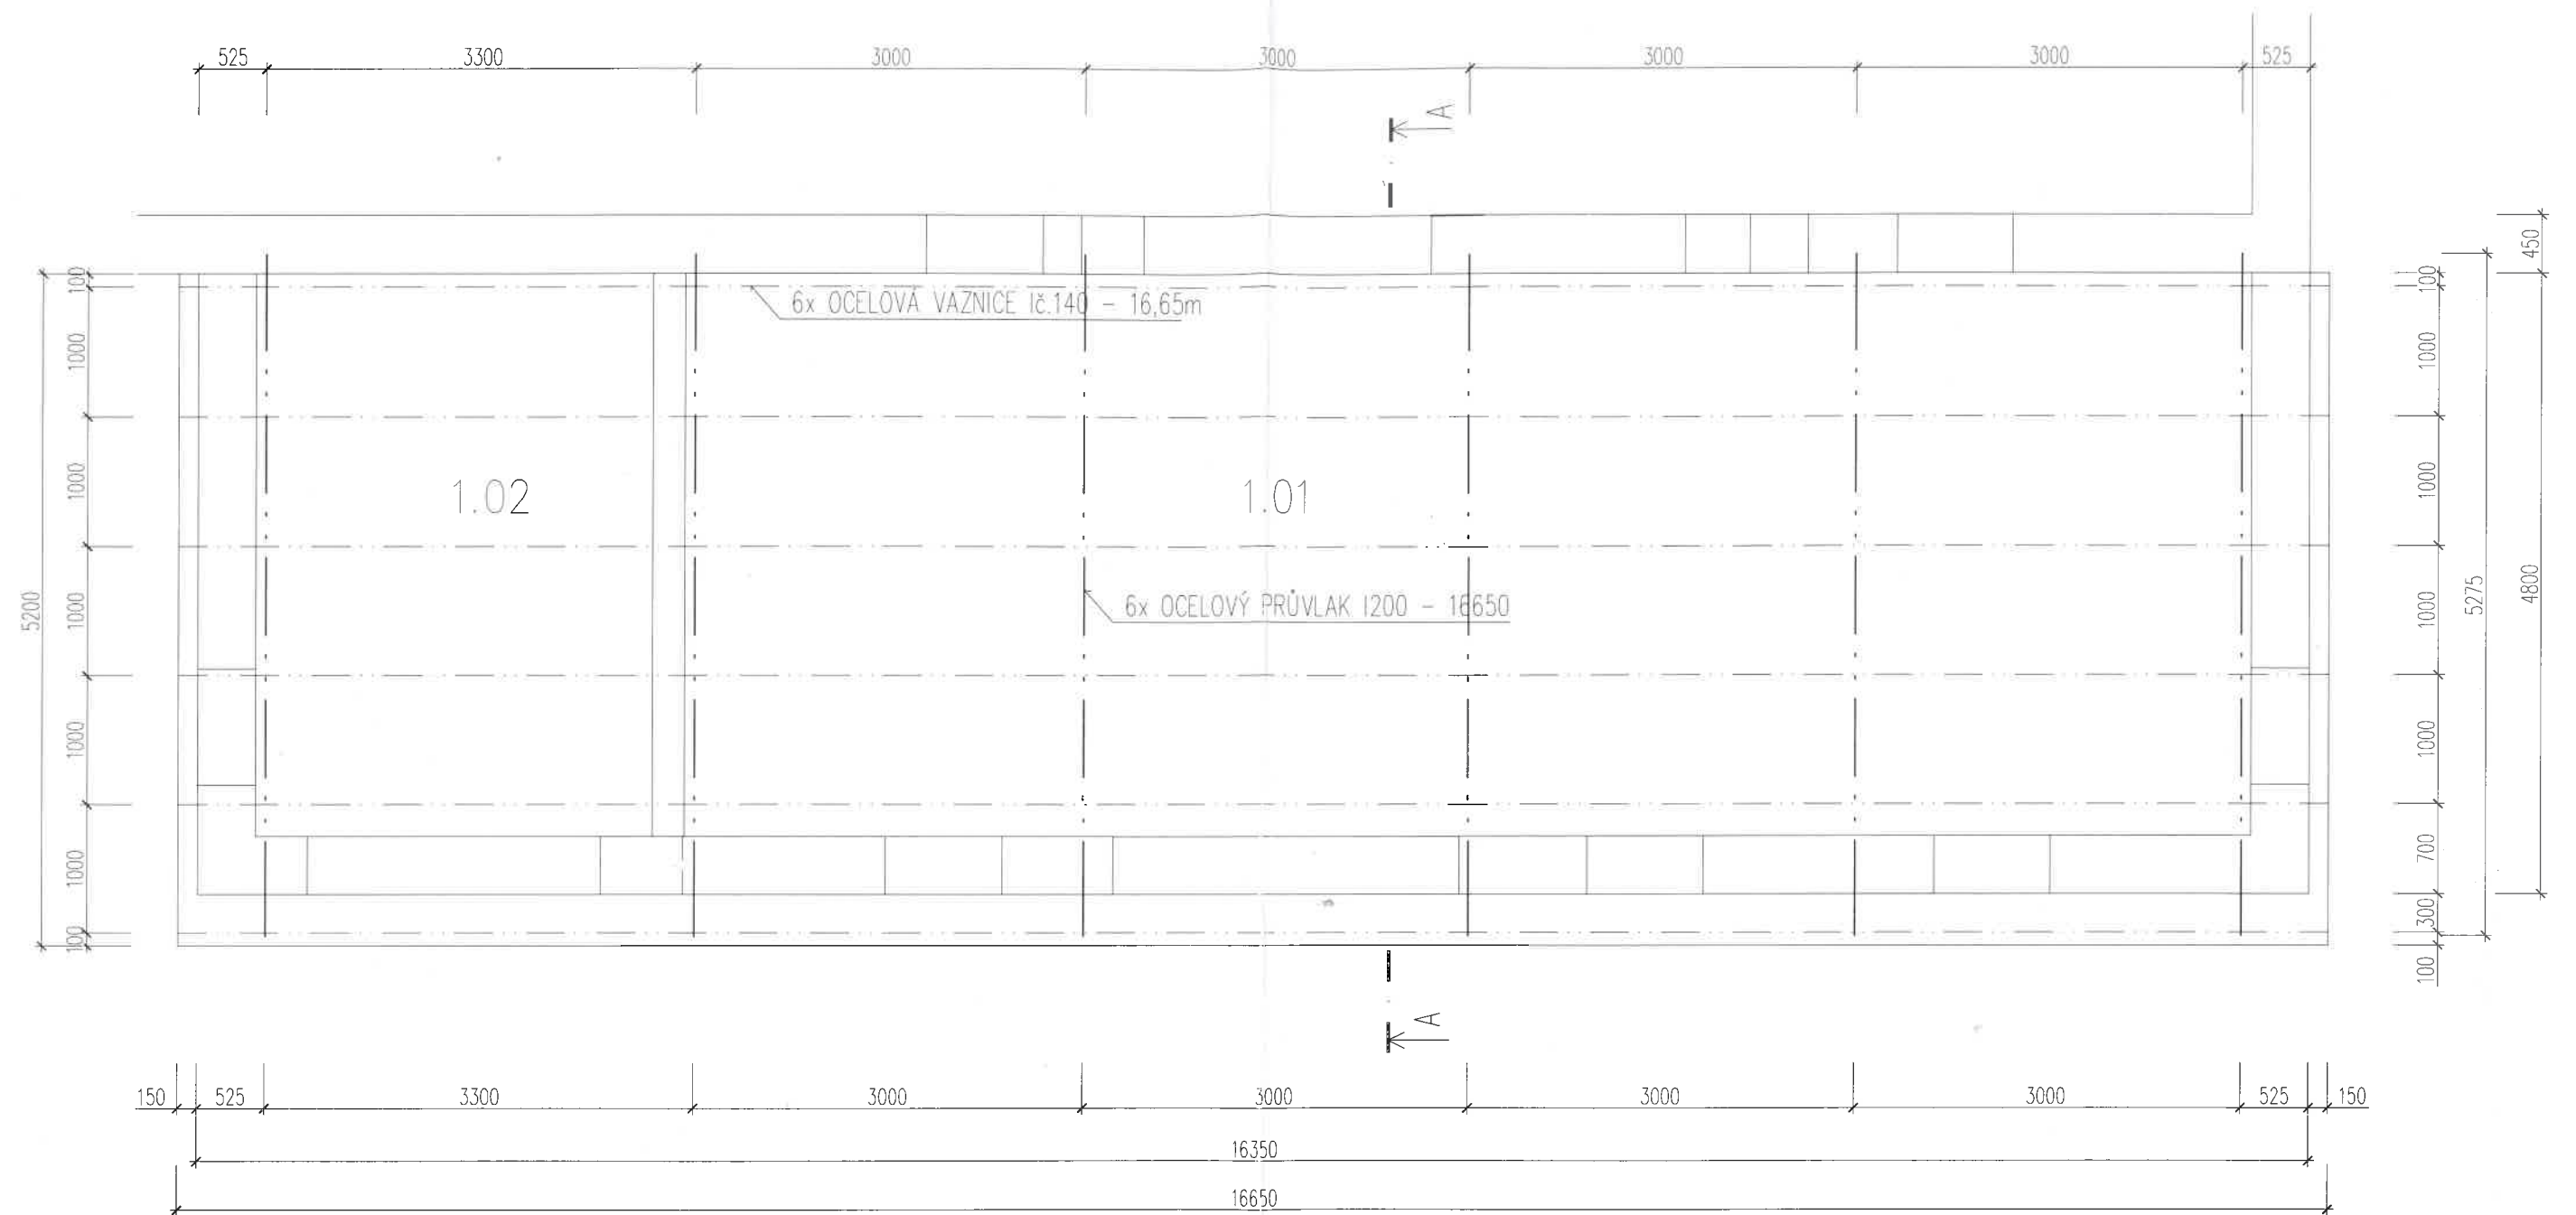 525 3300 3000 3000 3000 3000 525
A
450
100 100
6x OCELOVÁ VAZNICE Ič.140 - 16,65m
1000 1000
1000 1000
1.02 1.01
5200 1000 1000 5275 4800
6x OCELOVÝ PRŮVLAK I200 - 16650
1000 1000
1000 700
300
100 100
A
150 525 3300 3000 3000 3000 3000 525 150
16350
16650